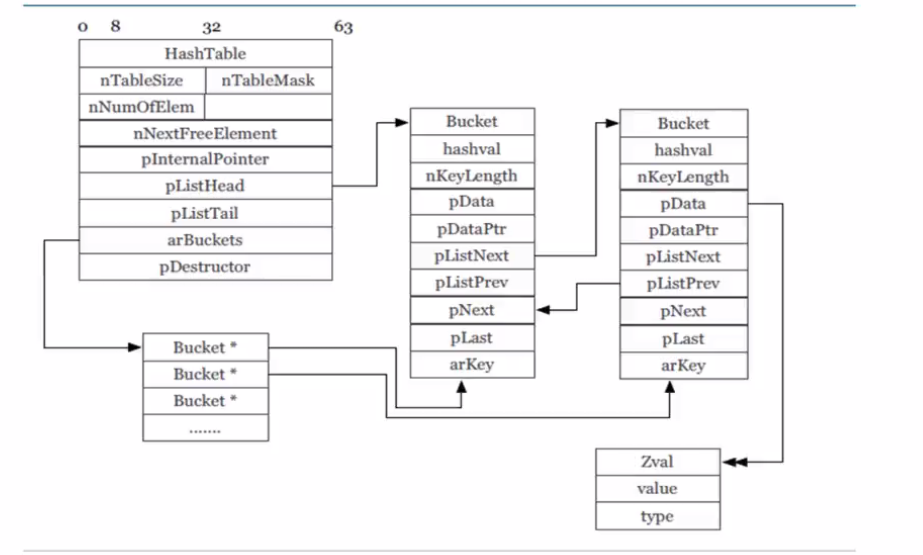 0 8 32 63
HashTable
nTableSize nTableMask
nNumOfElem
nNextFreeElement
pInternalPointer
pListHead
pListTail
arBuckets
pDestructor
Bucket
hashval
nKeyLength
pData
pDataPtr
pListNext
pListPrev
pNext
pLast
arKey
Bucket
hashval
nKeyLength
pData
pDataPtr
pListNext
pListPrev
pNext
pLast
arKey
Bucket *
Bucket *
Bucket *
.......
Zval
value
type